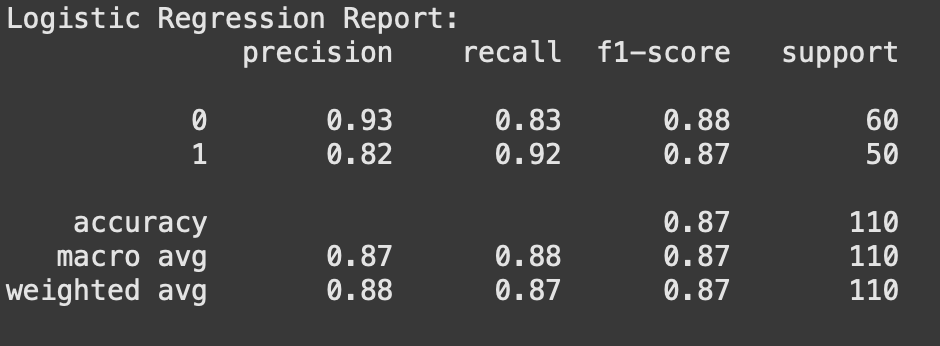 Logistic Regression Report:
precision recall f1-score support
0 0.93 0.83 0.88 60
1 0.82 0.92 0.87 50
accuracy 0.87 110
macro avg 0.87 0.88 0.87 110
weighted avg 0.88 0.87 0.87 110